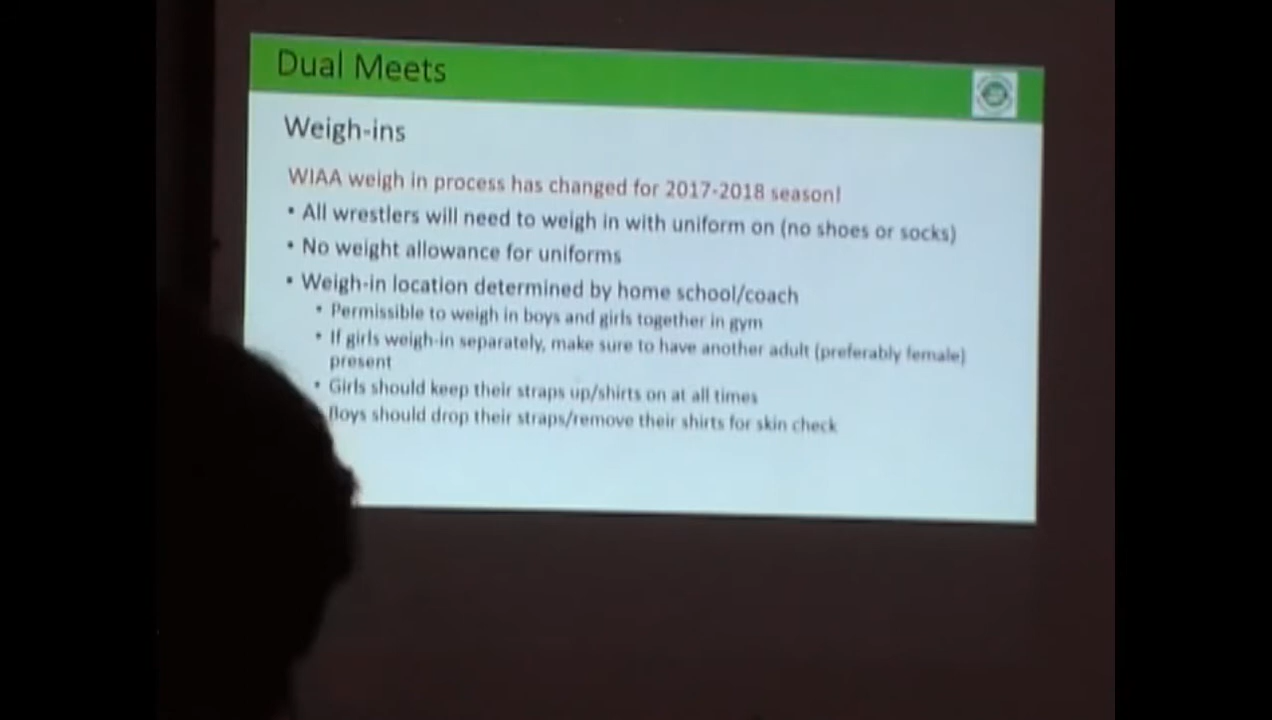 Dual Meets
Weigh-ins
WIAA weigh in process has changed for 2017-2018 season!
• All wrestlers will need to weigh in with uniform on (no shoes or socks)
• No weight allowance for uniforms
• Weigh-in location determined by home school/coach
• Permissible to weigh in boys and girls together in gym
• If girls weigh-in separately, make sure to have another adult (preferably female)
present
• Girls should keep their straps up/shirts on at all times
Boys should drop their straps/remove their shirts for skin check